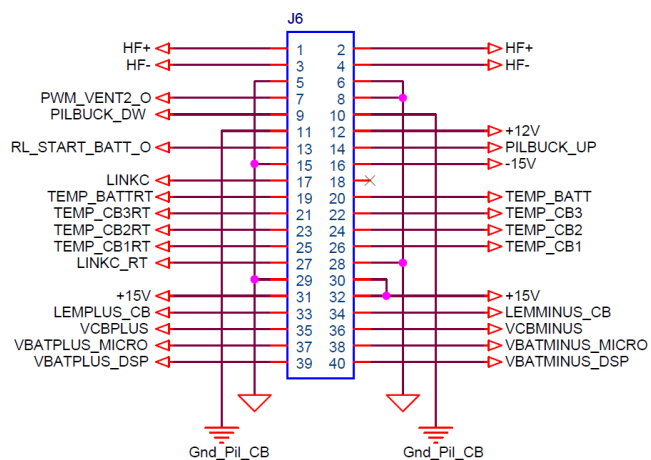 J6
HF+ 1 2 HF+
HF- 3 4 HF-
5 6
PWM_VENT2_O 7 8
PILBUCK_DW 9 10
11 12 +12V
RL_START_BATT_O 13 14 PILBUCK_UP
15 16 -15V
LINKC 17 18
TEMP_BATTRT 19 20 TEMP_BATT
TEMP_CB3RT 21 22 TEMP_CB3
TEMP_CB2RT 23 24 TEMP_CB2
TEMP_CB1RT 25 26 TEMP_CB1
LINKC_RT 27 28
29 30
+15V 31 32 +15V
LEMPLUS_CB 33 34 LEMMINUS_CB
VCBPLUS 35 36 VCBMINUS
VBATPLUS_MICRO 37 38 VBATMINUS_MICRO
VBATPLUS_DSP 39 40 VBATMINUS_DSP
Gnd_Pil_CB Gnd_Pil_CB